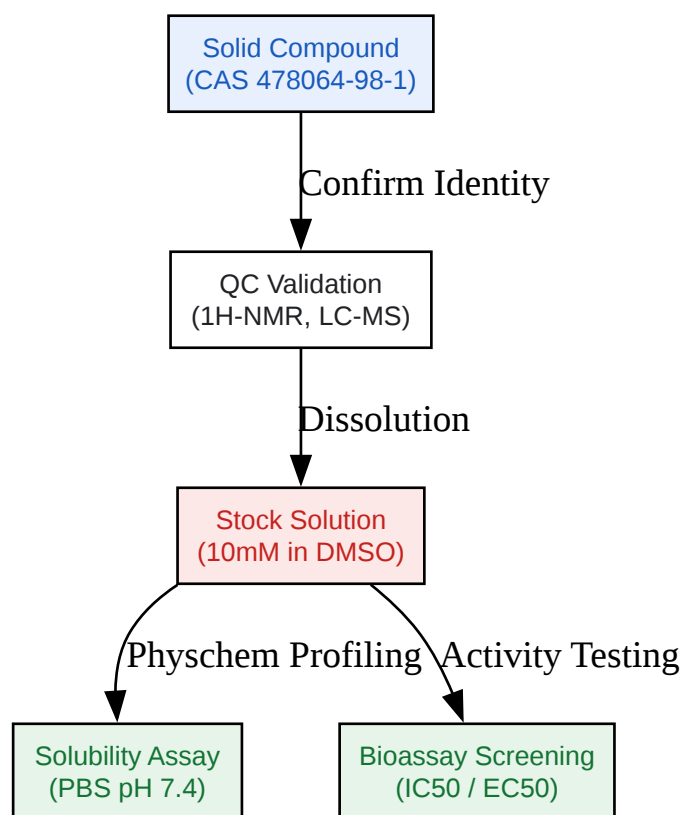 Solid Compound
(CAS 478064-98-1)
Confirm Identity
QC Validation
(1H-NMR, LC-MS)
Dissolution
Stock Solution
(10mM in DMSO)
Physchem Profiling
Activity Testing
Solubility Assay
(PBS pH 7.4)
Bioassay Screening
(IC50 / EC50)